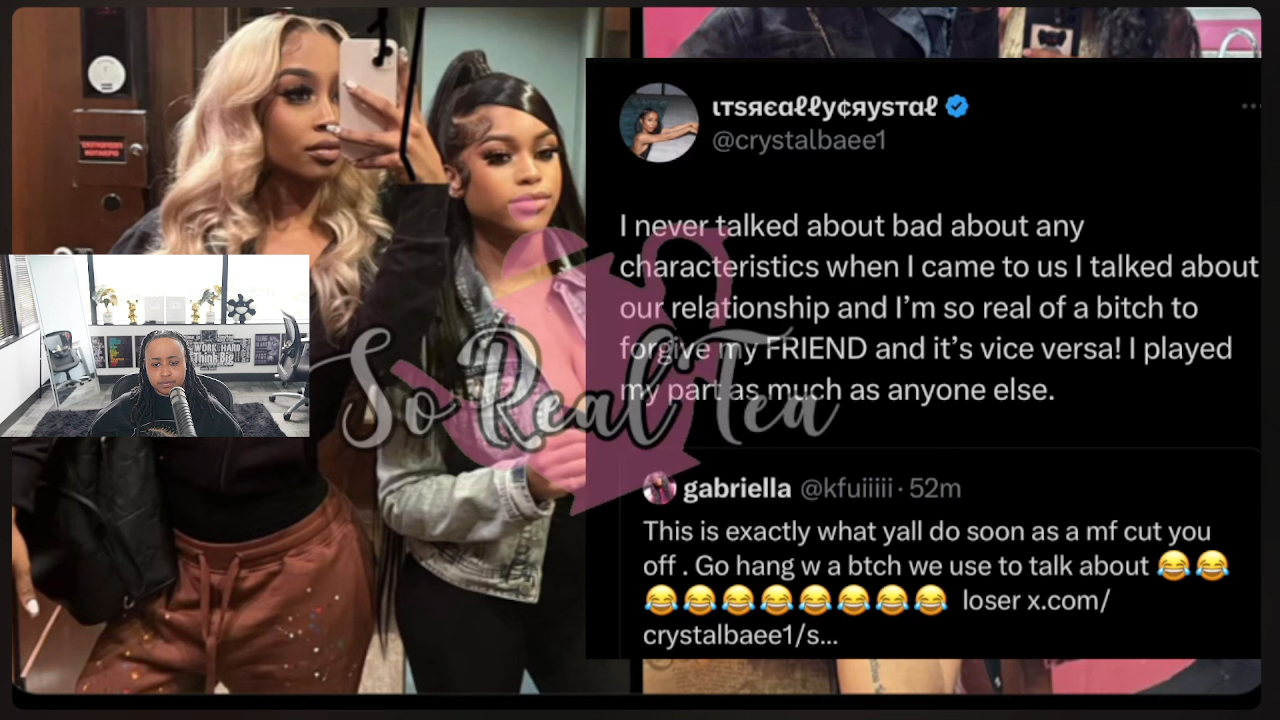 ιтѕяєαℓℓу¢яуѕтαℓ
@crystalbaee1
I never talked about bad about any
characteristics when I came to us I talked about
our relationship and I'm so real of a bitch to
forgive my FRIEND and it's vice versa! I played
my part as much as anyone else.
gabriella @kfuiiiii · 52m
This is exactly what yall do soon as a mf cut you
off . Go hang w a btch we use to talk about 😂😂
😂😂😂😂😂😂😂😂 loser x.com/
crystalbaee1/s...
So Real Tea
WORK HARD
Think Big!